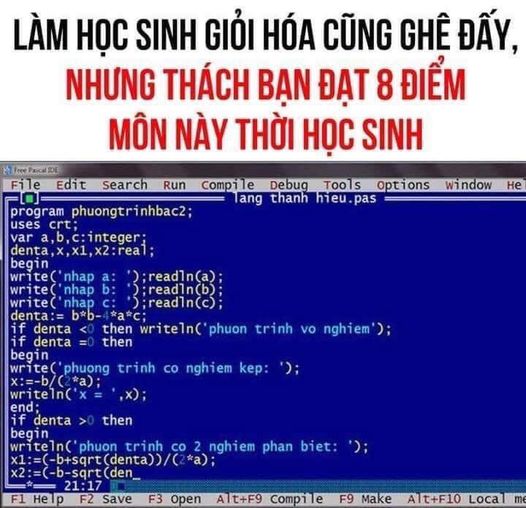 LÀM HỌC SINH GIỎI HÓA CŨNG GHÊ ĐẤY,
NHƯNG THÁCH BẠN ĐẠT 8 ĐIỂM
MÔN NÀY THỜI HỌC SINH
Free Pascal IDE
File Edit Search Run Compile Debug Tools Options Window He
[■] lang thanh hieu.pas
program phuongtrinhbac2;
uses crt;
var a,b,c:integer;
denta,x,x1,x2:real;
begin
write('nhap a: ');readln(a);
write('nhap b: ');readln(b);
write('nhap c: ');readln(c);
denta:= b*b-4*a*c;
if denta <0 then writeln('phuon trinh vo nghiem');
if denta =0 then
begin
write('phuong trinh co nghiem kep: ');
x:=-b/(2*a);
writeln('x = ',x);
end;
if denta >0 then
begin
writeln('phuon trinh co 2 nghiem phan biet: ');
x1:=(-b+sqrt(denta))/(2*a);
x2:=(-b-sqrt(den_
* 21:17
F1 Help F2 Save F3 Open Alt+F9 Compile F9 Make Alt+F10 Local me